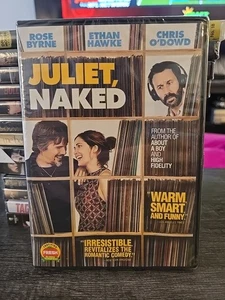 ROSE BYRNE
ETHAN HAWKE
CHRIS O'DOWD
JULIET,
NAKED
FROM THE
AUTHOR OF
ABOUT
A BOY
AND
HIGH
FIDELITY
"WARM
SMART
AND FUNNY."
"IRRESISTIBLE.
REVITALIZES THE
ROMANTIC COMEDY."